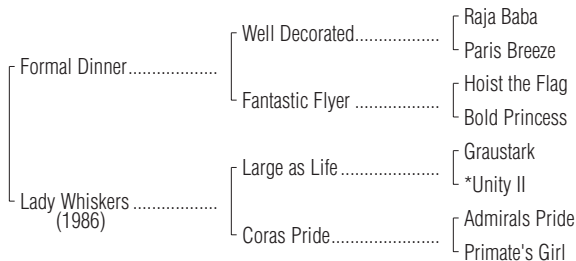 Raja Baba
Well Decorated....................
Paris Breeze
Formal Dinner.....................
Hoist the Flag
Fantastic Flyer ....................
Bold Princess
Graustark
Large as Life .......................
*Unity II
Lady Whiskers ....................
(1986)
Admirals Pride
Coras Pride.........................
Primate's Girl